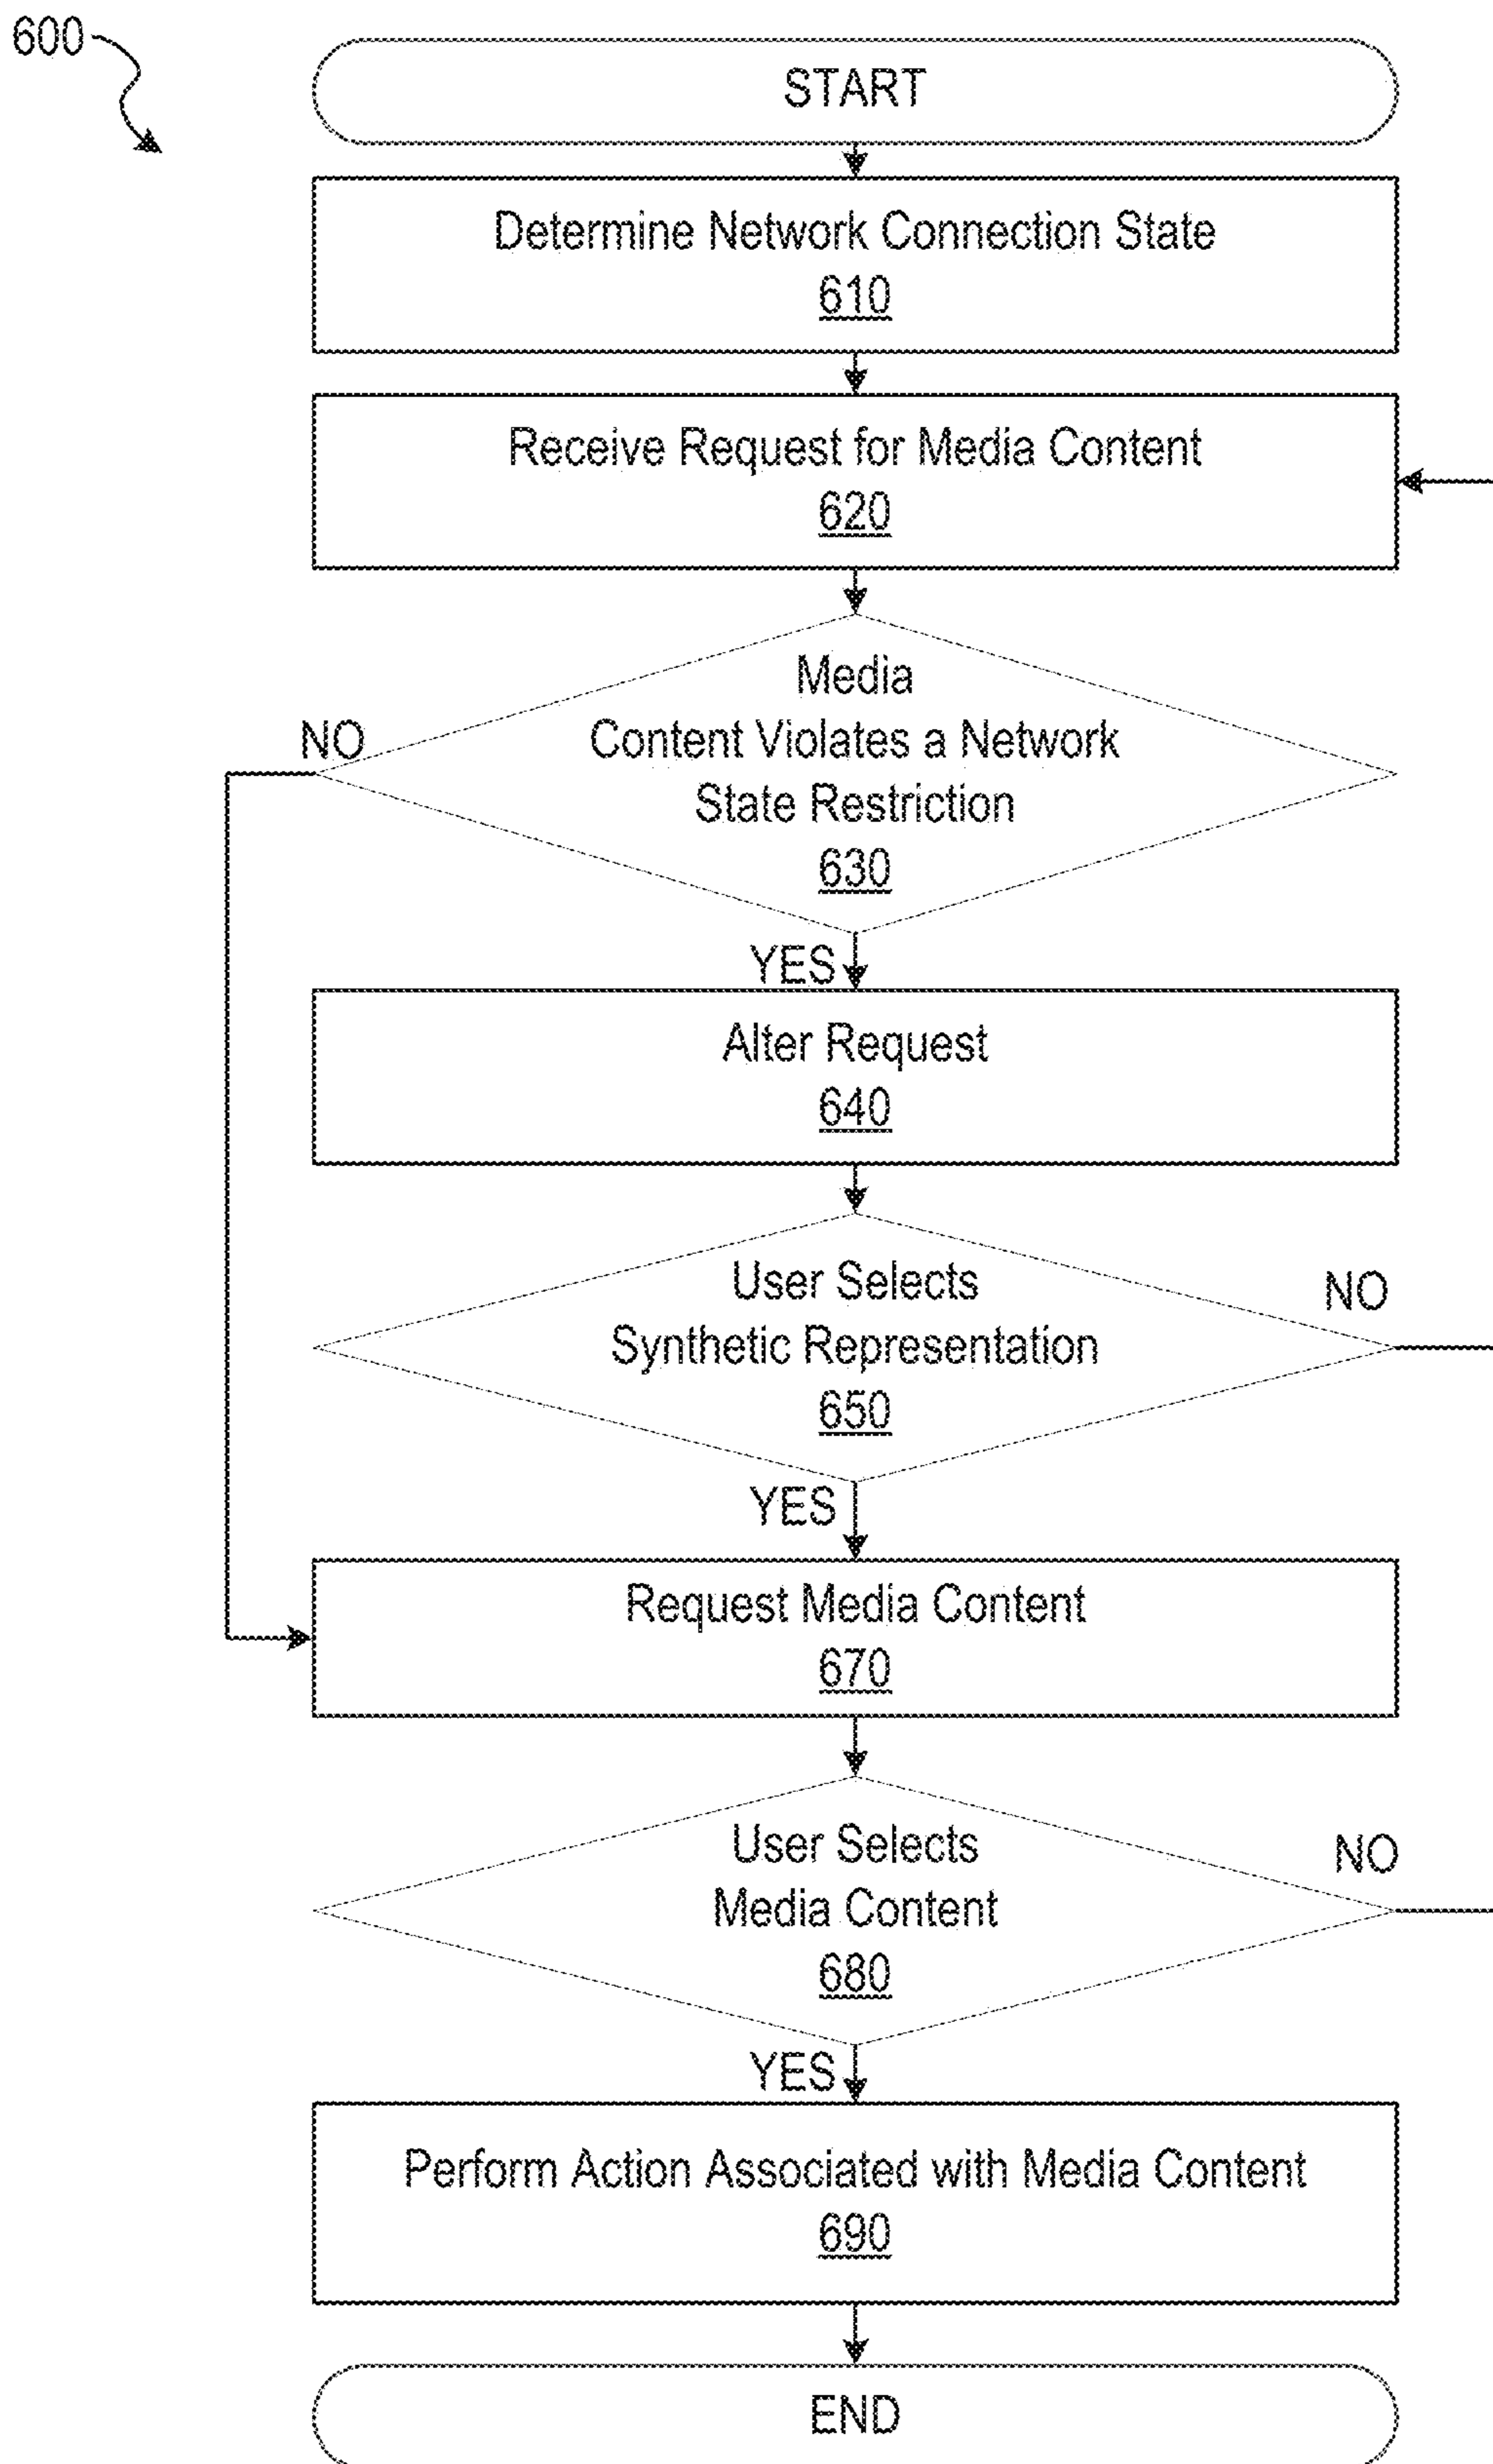 600
START
Determine Network Connection State
610
Receive Request for Media Content
620
Media
Content Violates a Network
State Restriction
630
NO
YES
Alter Request
640
User Selects
Synthetic Representation
650
NO
YES
Request Media Content
670
User Selects
Media Content
680
NO
YES
Perform Action Associated with Media Content
690
END